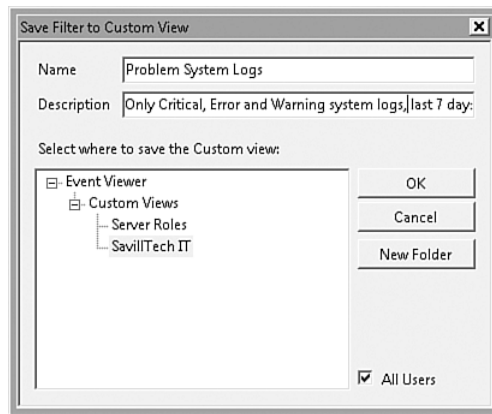 Save Filter to Custom View
Name Problem System Logs
Description Only Critical, Error and Warning system logs, last 7 day:
Select where to save the Custom view:
Event Viewer
Custom Views
Server Roles
SavillTech IT
OK
Cancel
New Folder
All Users